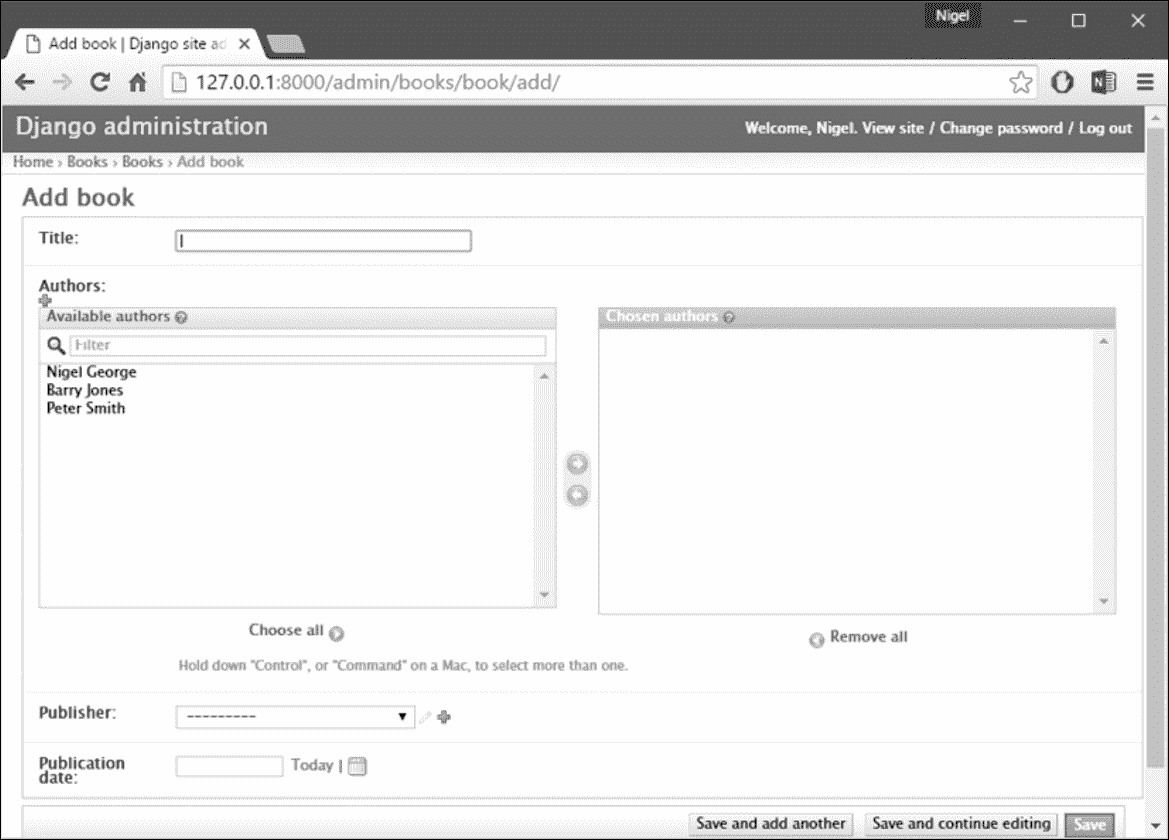 Nigel
Add book | Django site ad
127.0.0.1:8000/admin/books/book/add/
N
Django administration
Welcome, Nigel. View site / Change password / Log out
Home › Books › Books › Add book
Add book
Title:
Authors:
Available authors ?
Chosen authors ?
Filter
Nigel George
Barry Jones
Peter Smith
Choose all
Remove all
Hold down "Control", or "Command" on a Mac, to select more than one.
Publisher:
---------
Publication
date:
Today |
Save and add another
Save and continue editing
Save